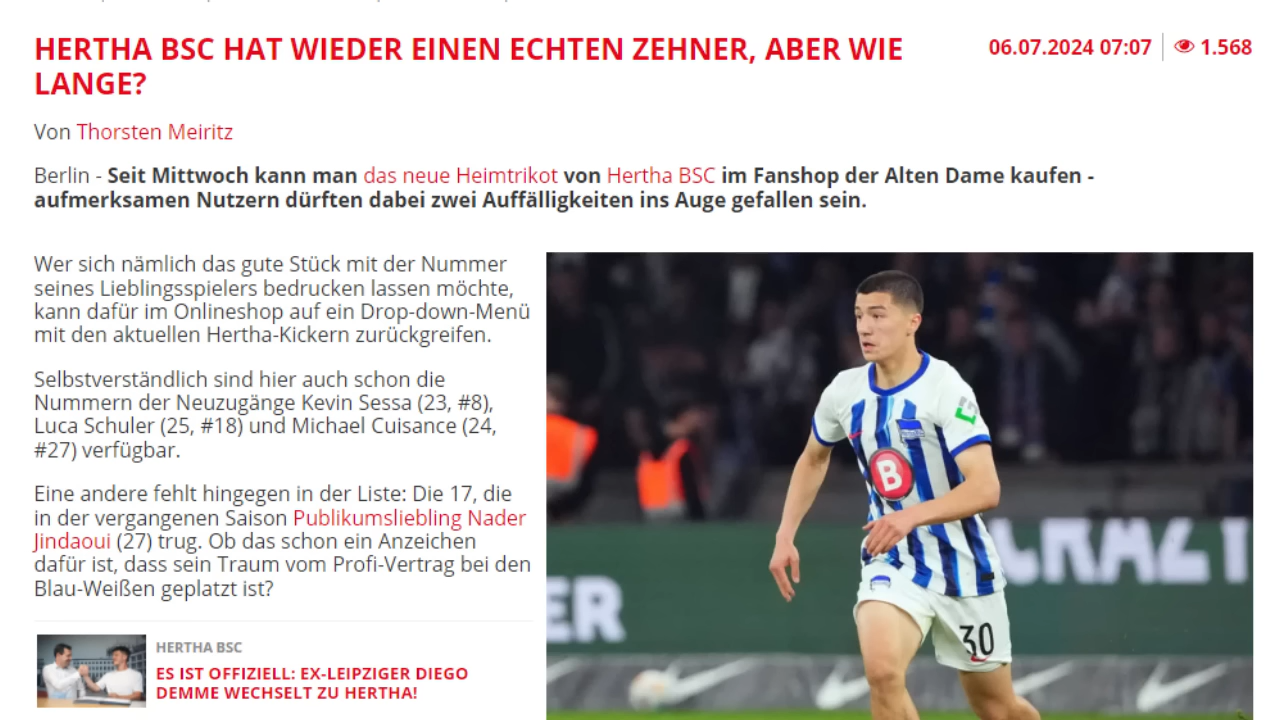 HERTHA BSC HAT WIEDER EINEN ECHTEN ZEHNER, ABER WIE
LANGE?
06.07.2024 07:07
1.568
Von Thorsten Meiritz
Berlin - Seit Mittwoch kann man das neue Heimtrikot von Hertha BSC im Fanshop der Alten Dame kaufen -
aufmerksamen Nutzern dürften dabei zwei Auffälligkeiten ins Auge gefallen sein.
Wer sich nämlich das gute Stück mit der Nummer
seines Lieblingsspielers bedrucken lassen möchte,
kann dafür im Onlineshop auf ein Drop-down-Menü
mit den aktuellen Hertha-Kickern zurückgreifen.
Selbstverständlich sind hier auch schon die
Nummern der Neuzugänge Kevin Sessa (23, #8),
Luca Schuler (25, #18) und Michael Cuisance (24,
#27) verfügbar.
Eine andere fehlt hingegen in der Liste: Die 17, die
in der vergangenen Saison Publikumsliebling Nader
Jindaoui (27) trug. Ob das schon ein Anzeichen
dafür ist, dass sein Traum vom Profi-Vertrag bei den
Blau-Weißen geplatzt ist?
HERTHA BSC
ES IST OFFIZIELL: EX-LEIPZIGER DIEGO
DEMME WECHSELT ZU HERTHA!
B
30
ER